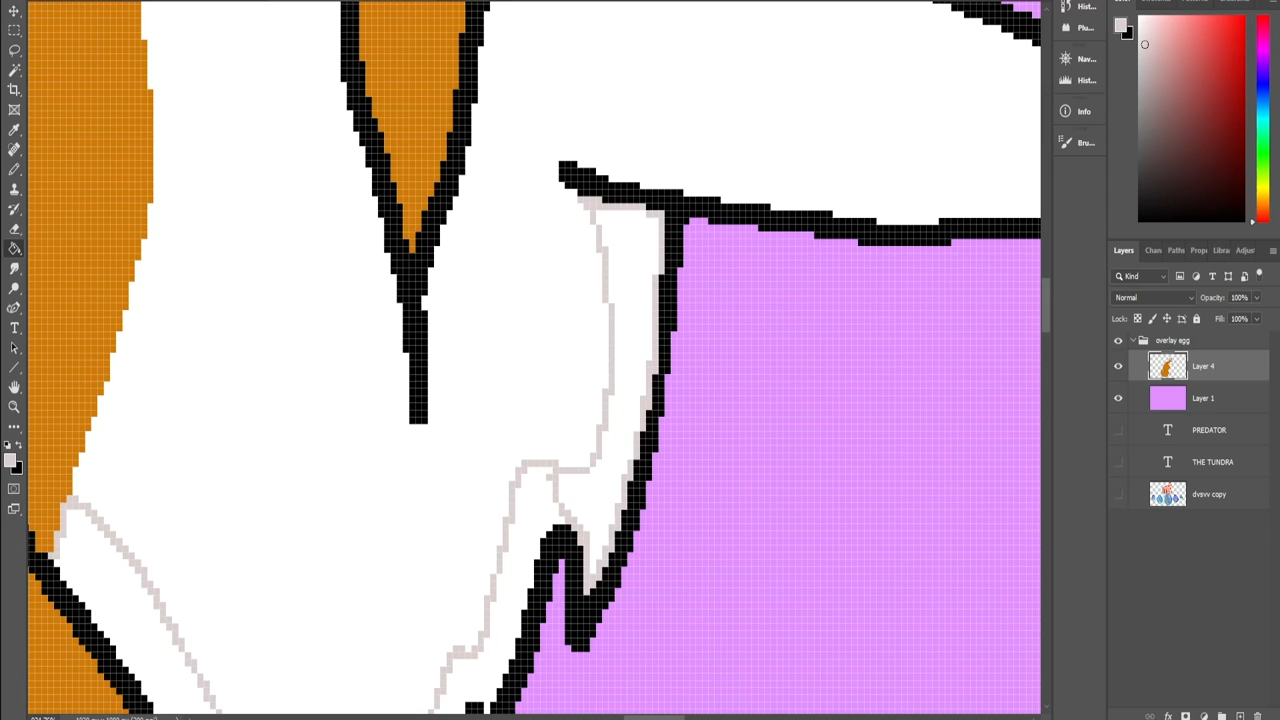 Hist...
Plu...
Nav...
Hist...
Info
Bru...
Layers Chan Paths Prop Libra Adjus
Kind
Normal Opacity: 100%
Lock: Fill: 100%
overlay egg
Layer 4
Layer 1
T PREDATOR
T THE TUNDRA
dvsvv copy